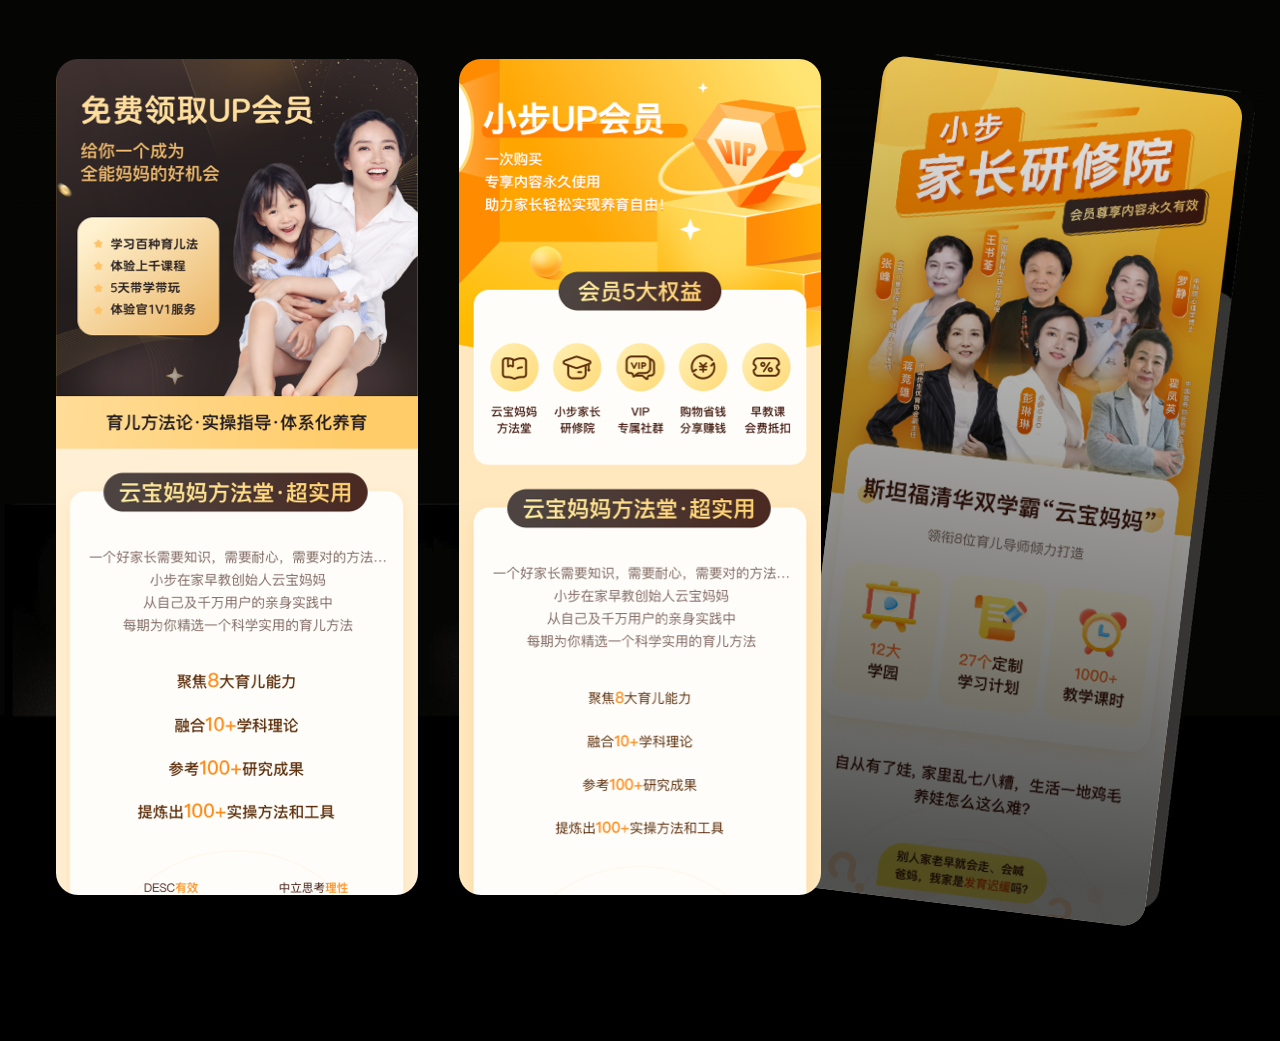 免费领取UP会员
给你一个成为
全能妈妈的好机会
学习百种育儿法
体验上千课程
5天带学带玩
体验官1V1服务
育儿方法论·实操指导·体系化养育
云宝妈妈方法堂·超实用
一个好家长需要知识，需要耐心，需要对的方法...
小步在家早教创始人云宝妈妈
从自己及千万用户的亲身实践中
每期为你精选一个科学实用的育儿方法
聚焦8大育儿能力
融合10+学科理论
参考100+研究成果
提炼出100+实操方法和工具
DESC有效
中立思考理性
小步UP会员
一次购买
专享内容永久使用
助力家长轻松实现养育自由！
VIP
会员5大权益
VIP
云宝妈妈
方法堂
小步家长
研修院
VIP
专属社群
购物省钱
分享赚钱
早教课
会费抵扣
云宝妈妈方法堂·超实用
一个好家长需要知识，需要耐心，需要对的方法...
小步在家早教创始人云宝妈妈
从自己及千万用户的亲身实践中
每期为你精选一个科学实用的育儿方法
聚焦8大育儿能力
融合10+学科理论
参考100+研究成果
提炼出100+实操方法和工具
小步
家长研修院
会员尊享内容永久有效
张峰
王书荃
罗静
蒋竞雄
彭琳琳
翟凤英
斯坦福清华双学霸“云宝妈妈”
领衔8位育儿导师倾力打造
12大
学园
27个定制
学习计划
1000+
教学课时
自从有了娃，家里乱七八糟，生活一地鸡毛
养娃怎么这么难？
别人家老早就会走、会喊
爸妈，我家是发育迟缓吗？